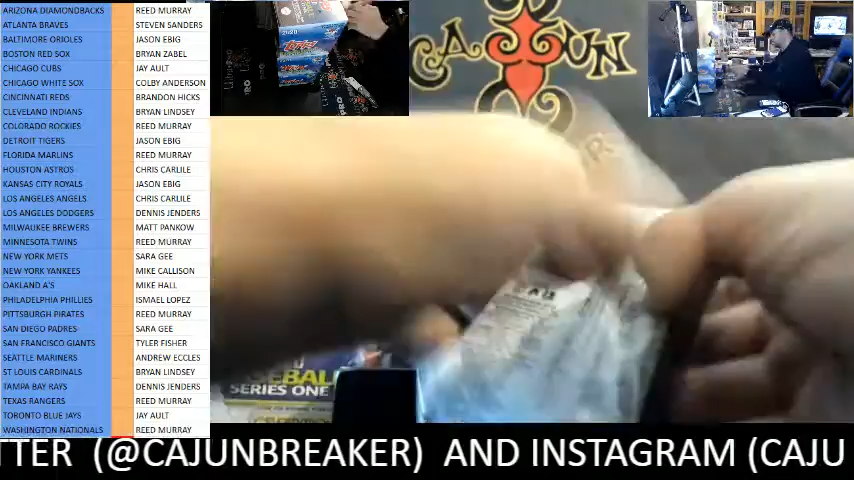 ARIZONA DIAMONDBACKS REED MURRAY
ATLANTA BRAVES STEVEN SANDERS
BALTIMORE ORIOLES JASON EBIG
BOSTON RED SOX BRYAN ZABEL
CHICAGO CUBS JAY AULT
CHICAGO WHITE SOX COLBY ANDERSON
CINCINNATI REDS BRANDON HICKS
CLEVELAND INDIANS BRYAN LINDSEY
COLORADO ROCKIES REED MURRAY
DETROIT TIGERS JASON EBIG
FLORIDA MARLINS REED MURRAY
HOUSTON ASTROS CHRIS CARLILE
KANSAS CITY ROYALS JASON EBIG
LOS ANGELES ANGELS CHRIS CARLILE
LOS ANGELES DODGERS DENNIS JENDERS
MILWAUKEE BREWERS MATT PANKOW
MINNESOTA TWINS REED MURRAY
NEW YORK METS SARA GEE
NEW YORK YANKEES MIKE CALLISON
OAKLAND A'S MIKE HALL
PHILADELPHIA PHILLIES ISMAEL LOPEZ
PITTSBURGH PIRATES REED MURRAY
SAN DIEGO PADRES SARA GEE
SAN FRANCISCO GIANTS TYLER FISHER
SEATTLE MARINERS ANDREW ECCLES
ST LOUIS CARDINALS BRYAN LINDSEY
TAMPA BAY RAYS DENNIS JENDERS
TEXAS RANGERS REED MURRAY
TORONTO BLUE JAYS JAY AULT
WASHINGTON NATIONALS REED MURRAY
2020
Topps
PRO
CAJUN
SERIES ONE
TTER (@CAJUNBREAKER) AND INSTAGRAM (CAJU